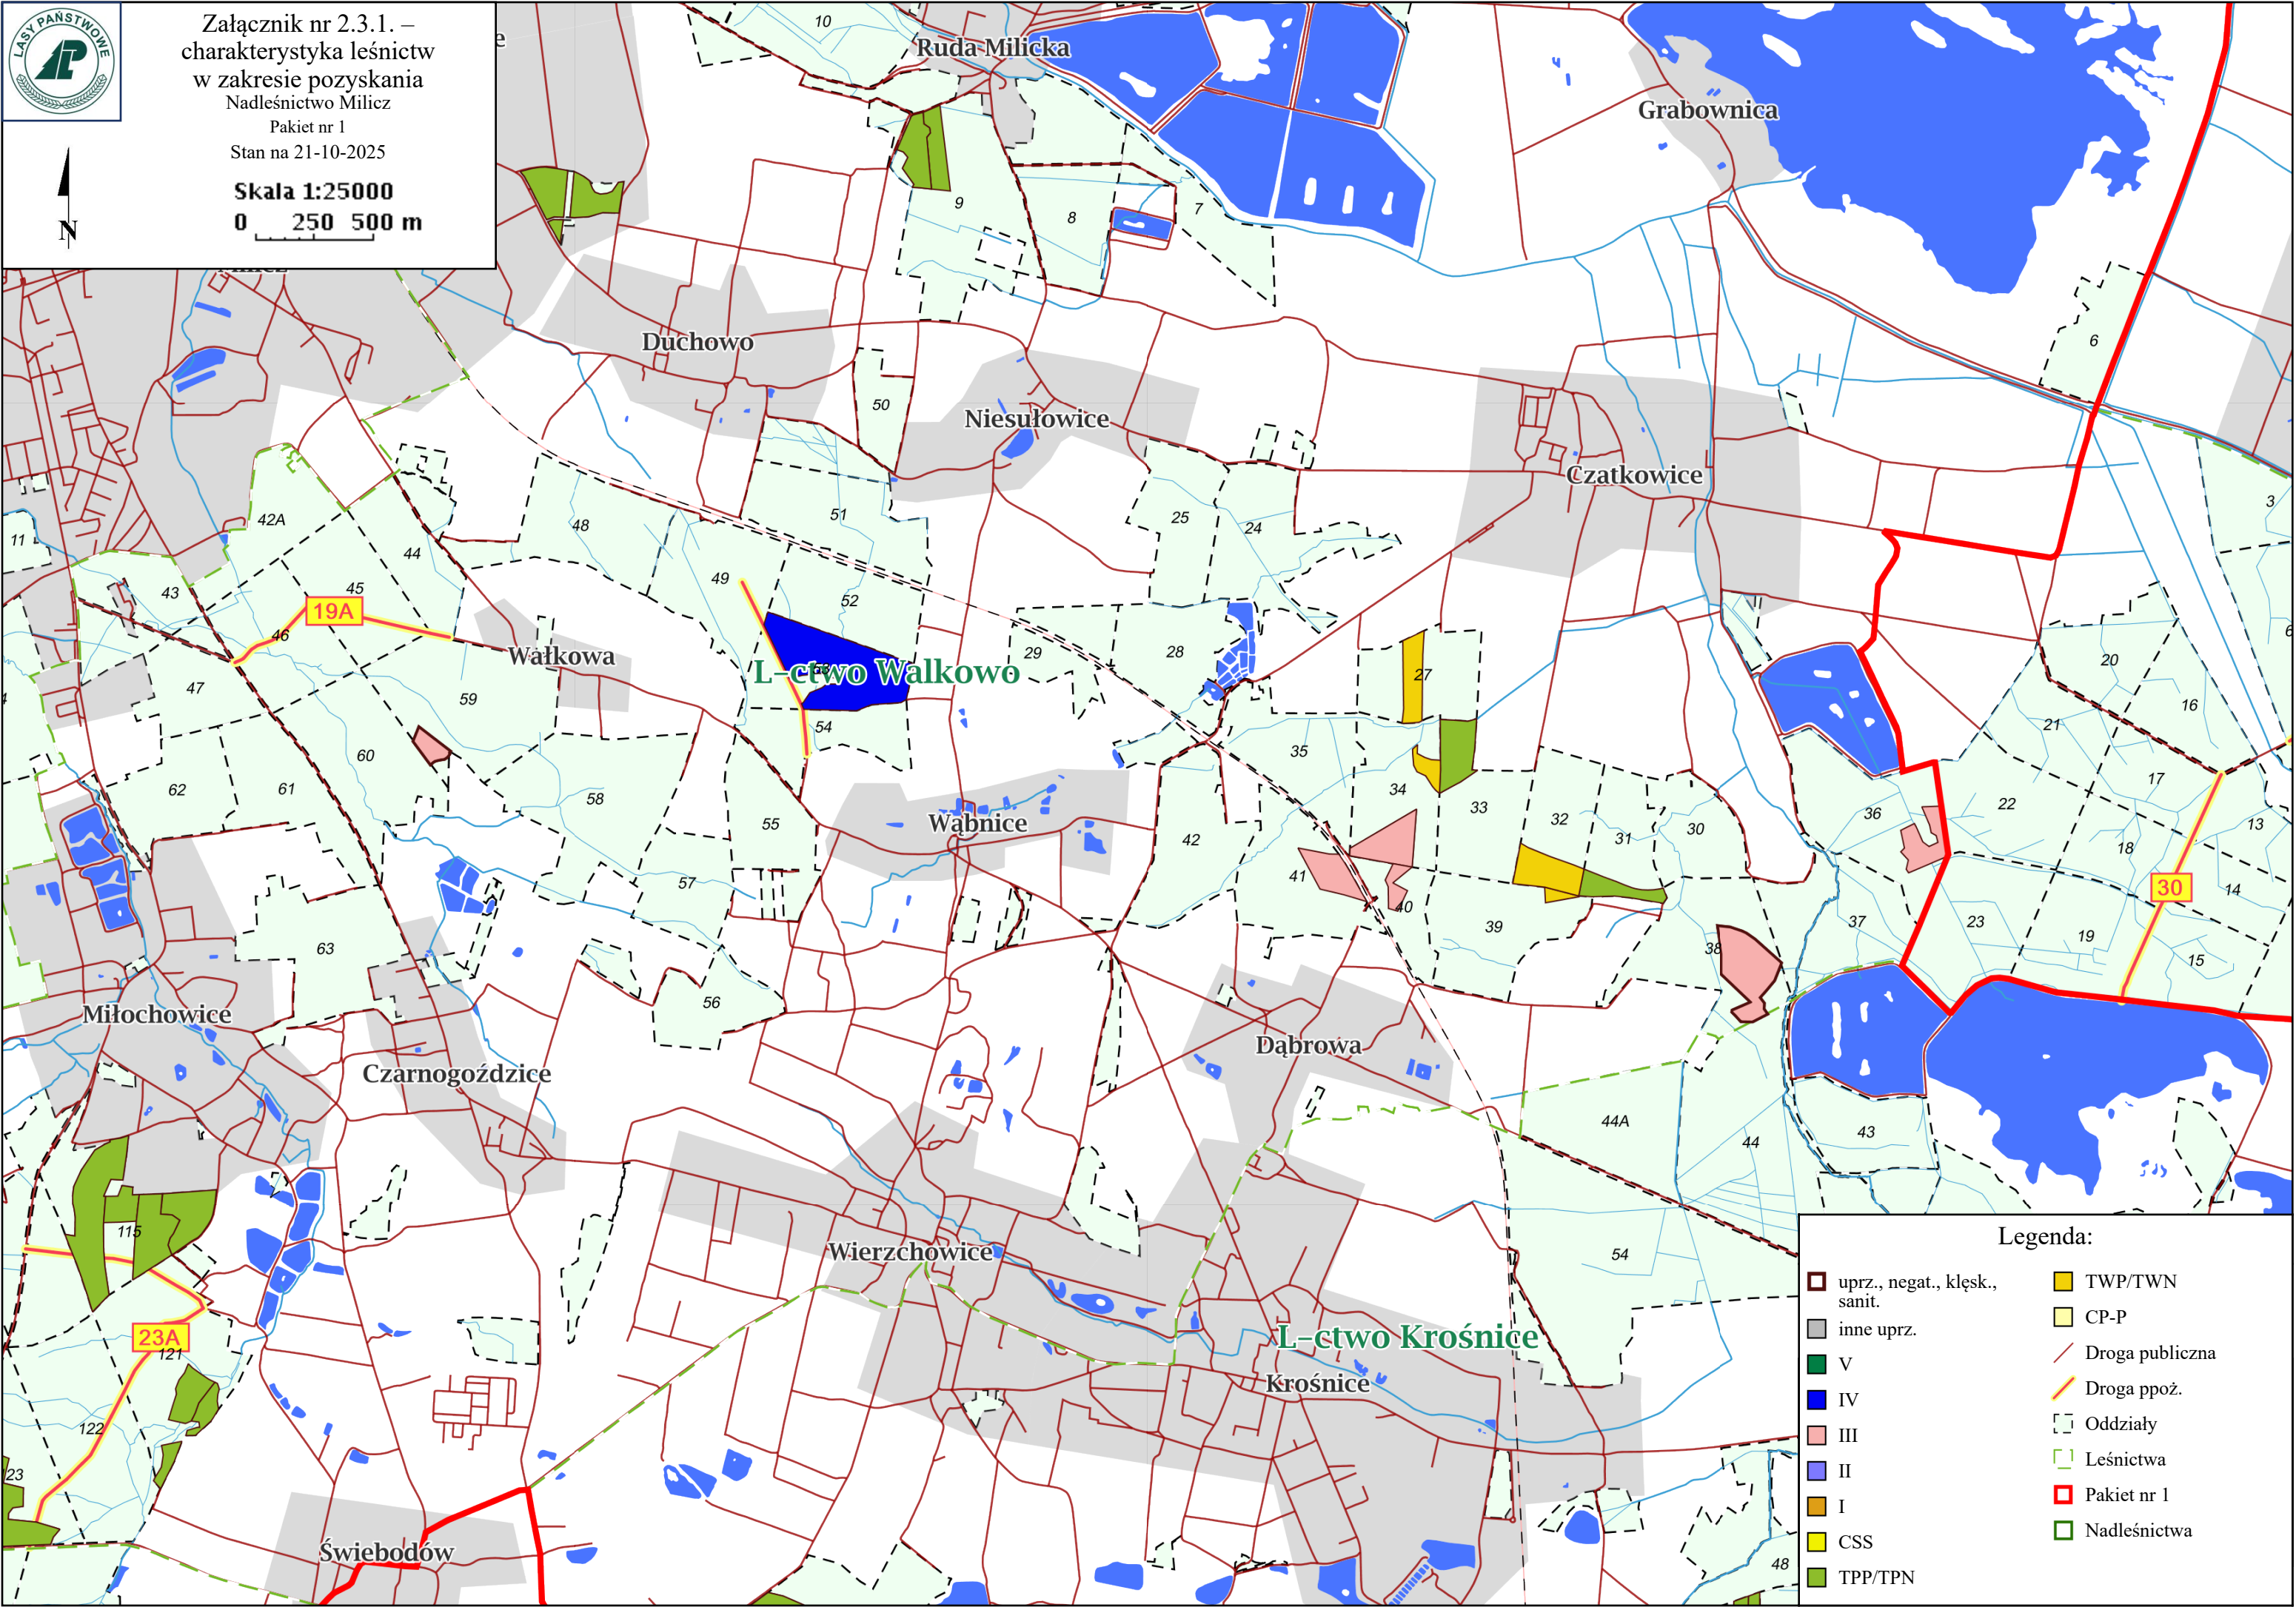 LASY PAŃSTWOWE
Załącznik nr 2.3.1. –
charakterystyka leśnictw
w zakresie pozyskania
Nadleśnictwo Milicz
Pakiet nr 1
Stan na 21-10-2025
Skala 1:25000
0 250 500 m
N
10
Ruda Milicka
Grabownica
9
8
7
6
Duchowo
50
Niesułowice
Czatkowice
3
11
42A
48
51
25
24
43
44
45
49
52
19A
46
Wałkowa
L-ctwo Walkowo
29
28
27
20
16
47
59
54
21
35
60
62
61
58
34
33
32
31
30
36
22
17
13
55
Wąbnice
42
18
57
41
40
30
14
63
39
38
37
23
19
15
56
Miłochowice
Czarnogoździce
Dąbrowa
44A
44
43
115
Wierzchowice
54
23A
121
L-ctwo Krośnice
Krośnice
122
23
Świebodów
48
Legenda:
uprz., negat., klęsk.,
sanit.
inne uprz.
V
IV
III
II
I
CSS
TPP/TPN
TWP/TWN
CP-P
Droga publiczna
Droga ppoż.
Oddziały
Leśnictwa
Pakiet nr 1
Nadleśnictwa